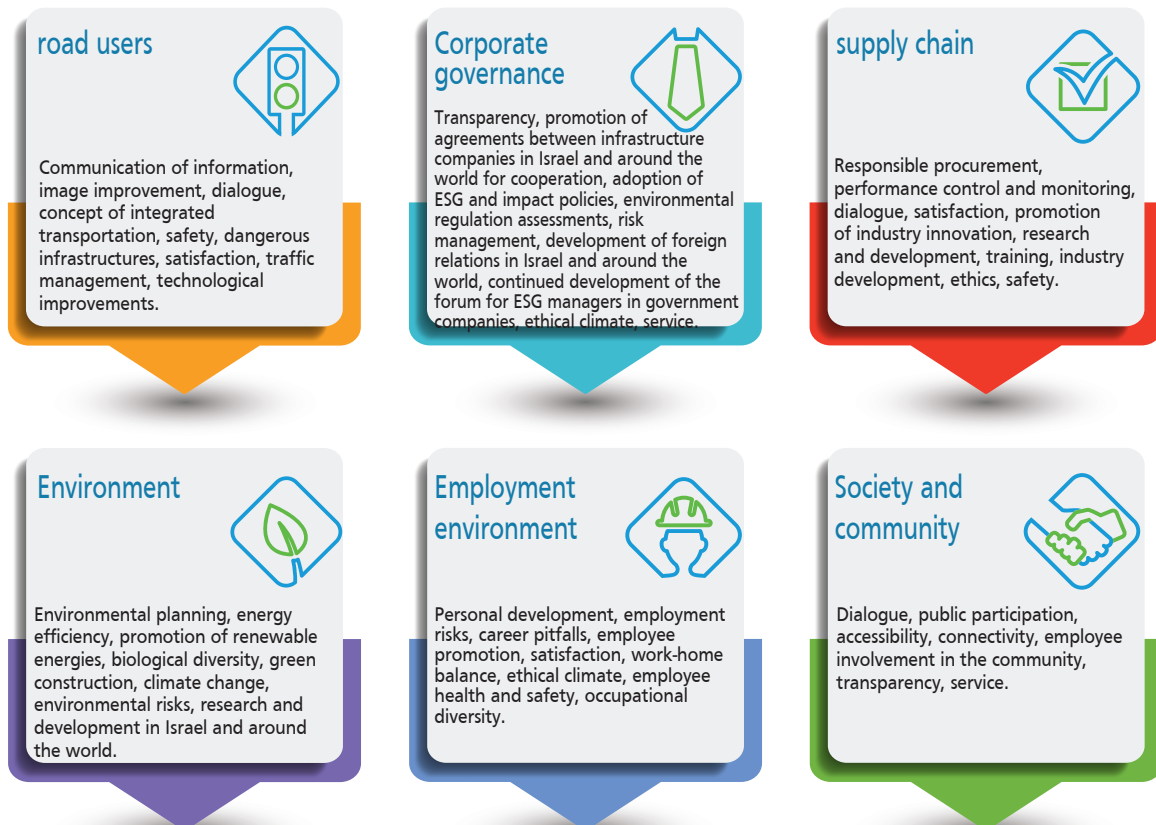 road users
Communication of information,
image improvement, dialogue,
concept of integrated
transportation, safety, dangerous
infrastructures, satisfaction, traffic
management, technological
improvements.
Corporate
governance
Transparency, promotion of
agreements between infrastructure
companies in Israel and around the
world for cooperation, adoption of
ESG and impact policies, environmental
regulation assessments, risk
management, development of foreign
relations in Israel and around the
world, continued development of the
forum for ESG managers in government
companies, ethical climate, service.
supply chain
Responsible procurement,
performance control and monitoring,
dialogue, satisfaction, promotion
of industry innovation, research
and development, training, industry
development, ethics, safety.
Environment
Environmental planning, energy
efficiency, promotion of renewable
energies, biological diversity, green
construction, climate change,
environmental risks, research and
development in Israel and around
the world.
Employment
environment
Personal development, employment
risks, career pitfalls, employee
promotion, satisfaction, work-home
balance, ethical climate, employee
health and safety, occupational
diversity.
Society and
community
Dialogue, public participation,
accessibility, connectivity, employee
involvement in the community,
transparency, service.